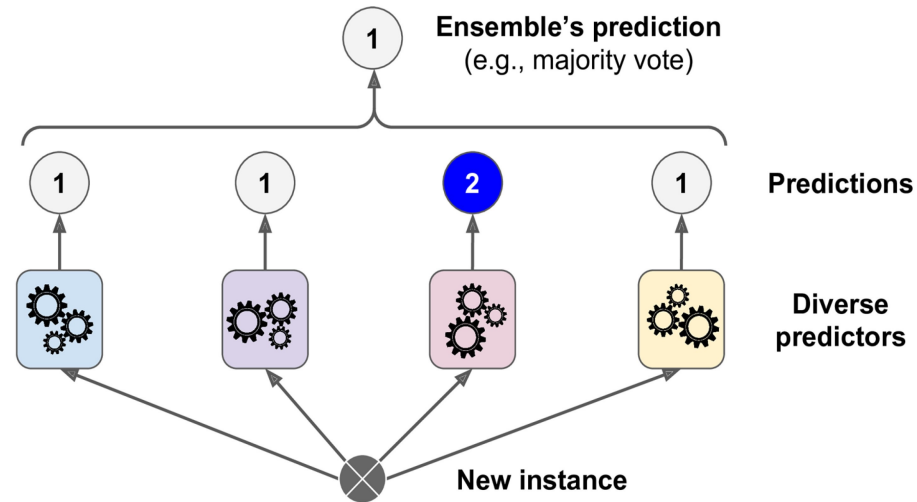 1
Ensemble’s prediction
(e.g., majority vote)
1 1 2 1 Predictions
Diverse
predictors
New instance